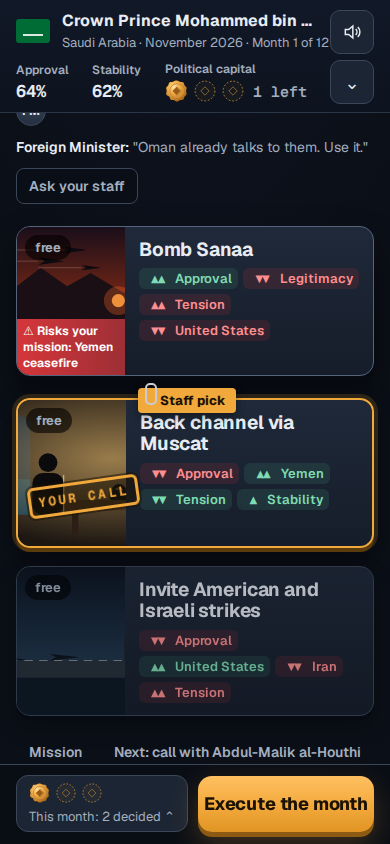 Crown Prince Mohammed bin ...
Saudi Arabia · November 2026 · Month 1 of 12
Approval
Stability
Political capital
64%
62%
1 left
Foreign Minister: "Oman already talks to them. Use it."
Ask your staff
free
Bomb Sanaa
Approval
Legitimacy
Tension
United States
⚠ Risks your
mission: Yemen
ceasefire
Staff pick
free
Back channel via
Muscat
Approval
Yemen
Tension
Stability
YOUR CALL
free
Invite American and
Israeli strikes
Approval
United States
Iran
Tension
Mission
Next: call with Abdul-Malik al-Houthi
This month: 2 decided
Execute the month